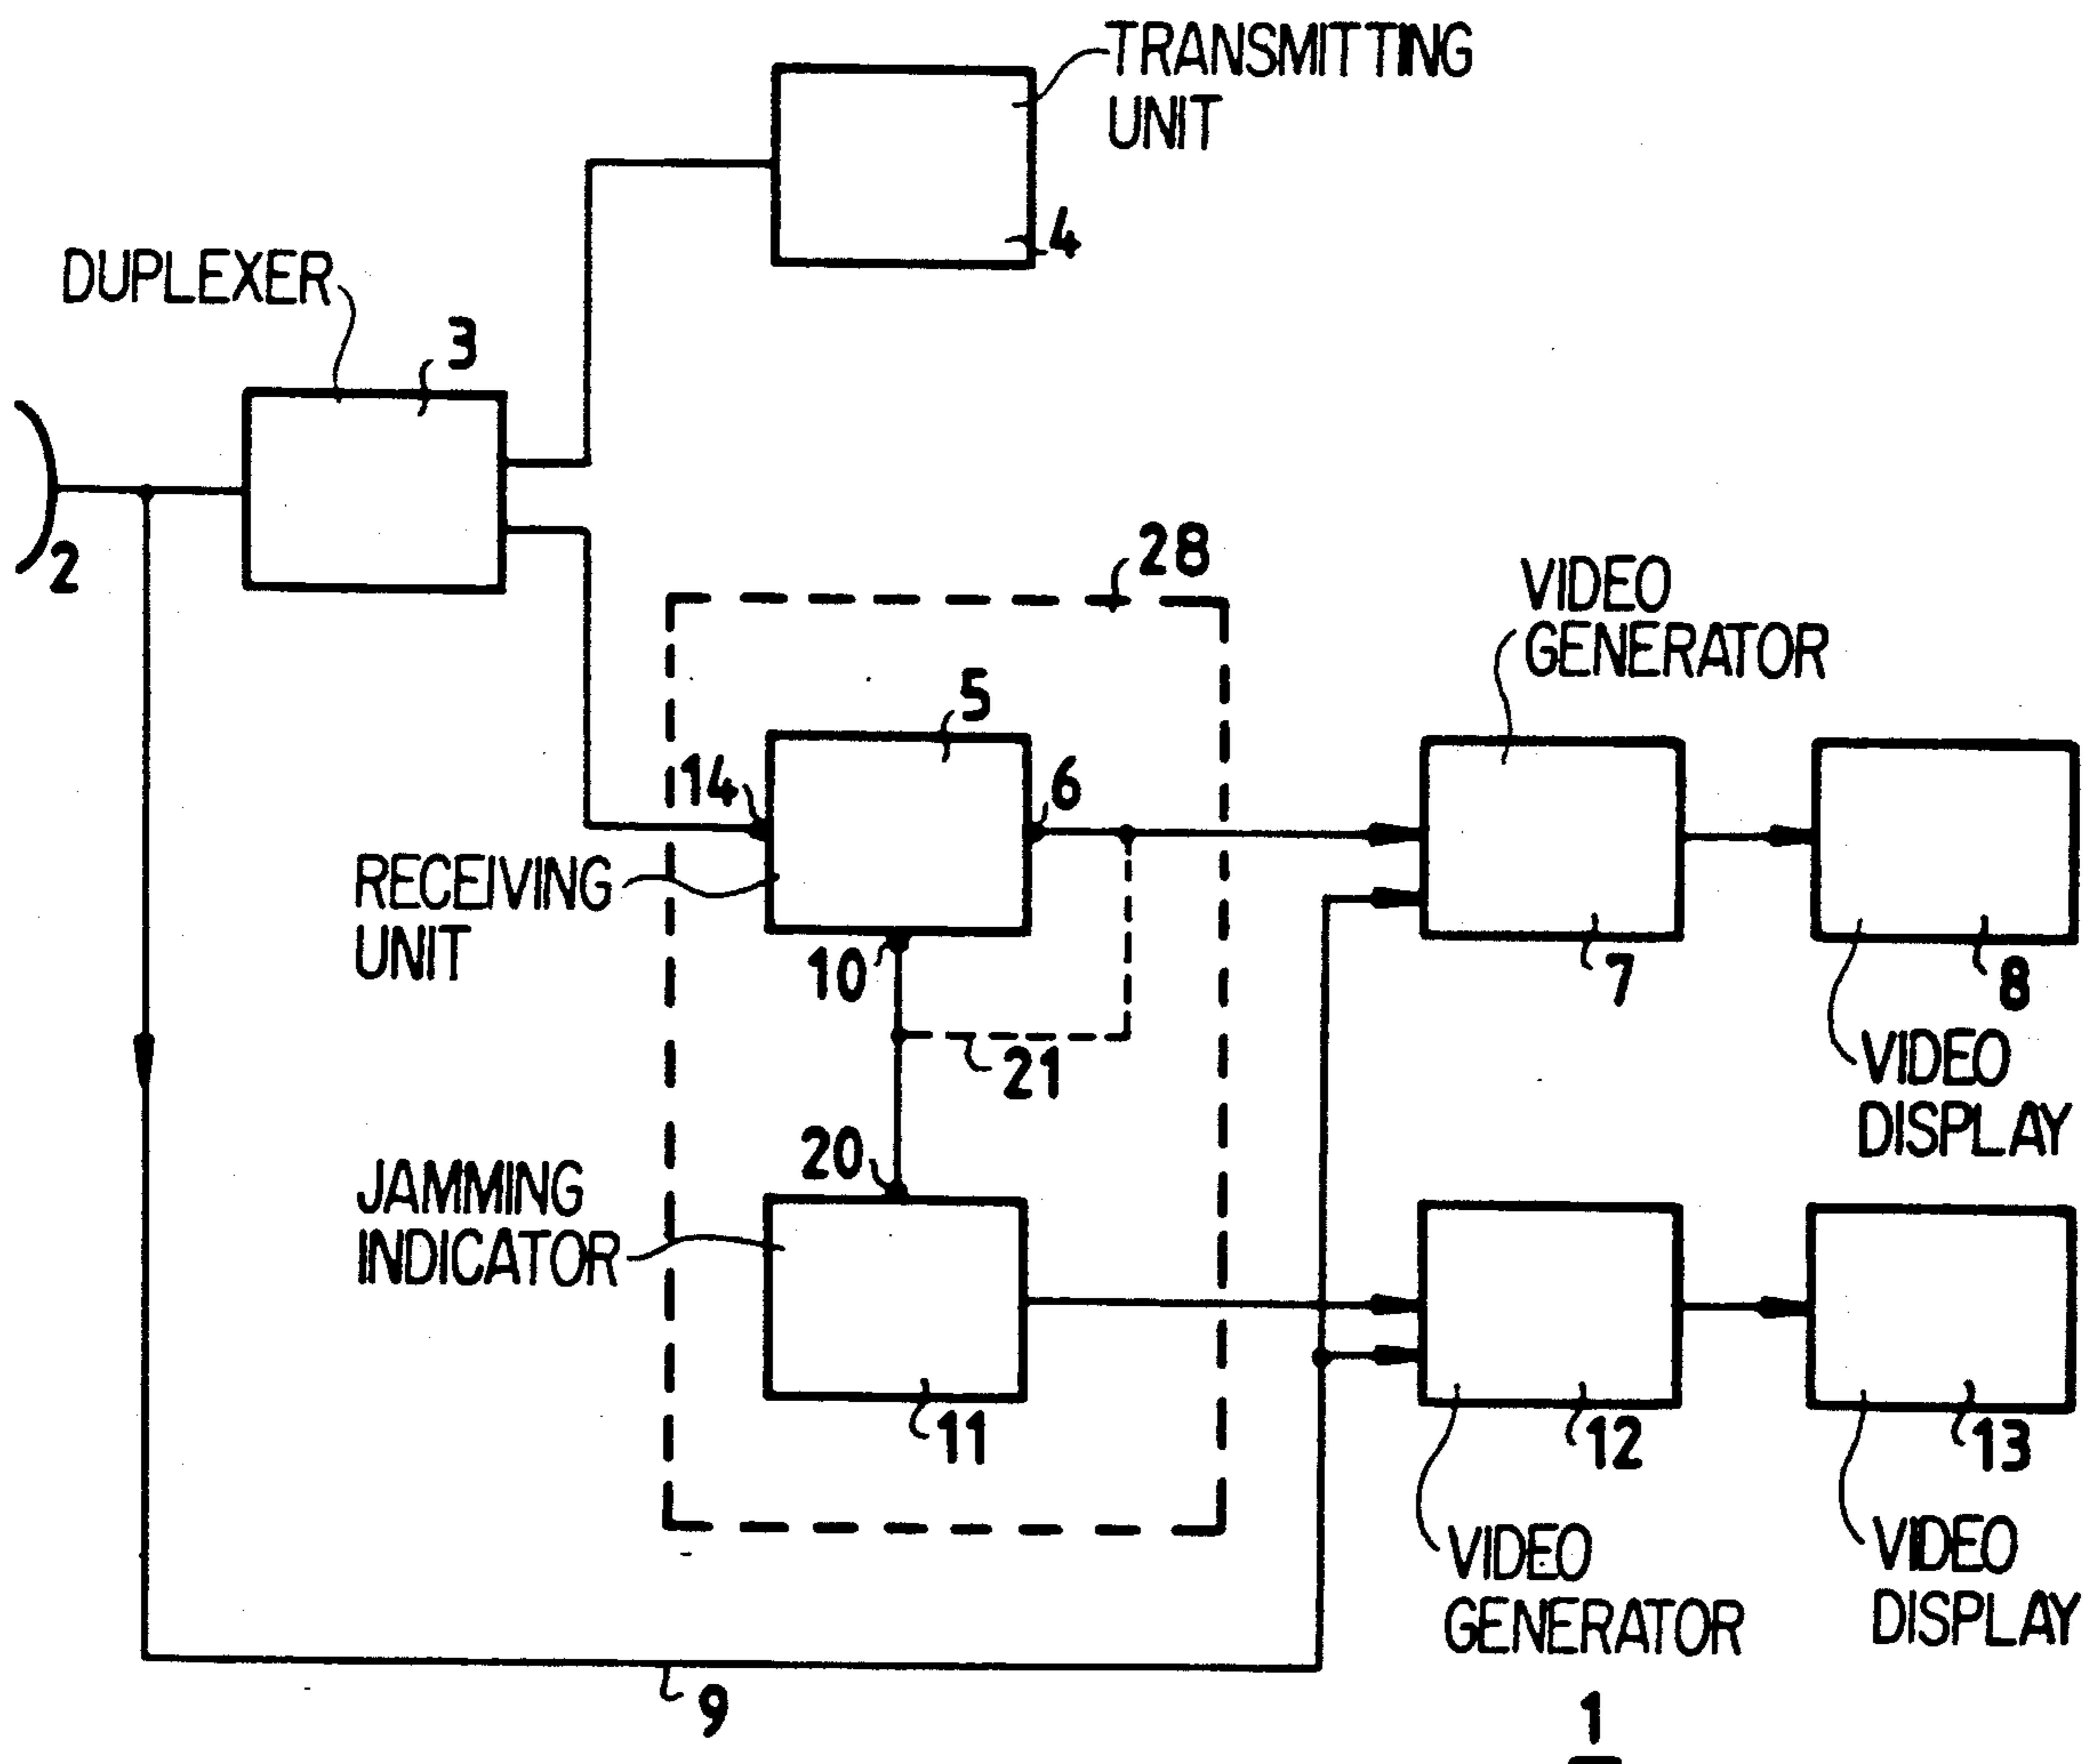 TRANSMITTING
UNIT
4
DUPLEXER
3
2
28
VIDEO
GENERATOR
5
14
6
RECEIVING
UNIT
10
7
8
21
VIDEO
DISPLAY
20
JAMMING
INDICATOR
11
12
13
VIDEO
GENERATOR
VIDEO
DISPLAY
9
1